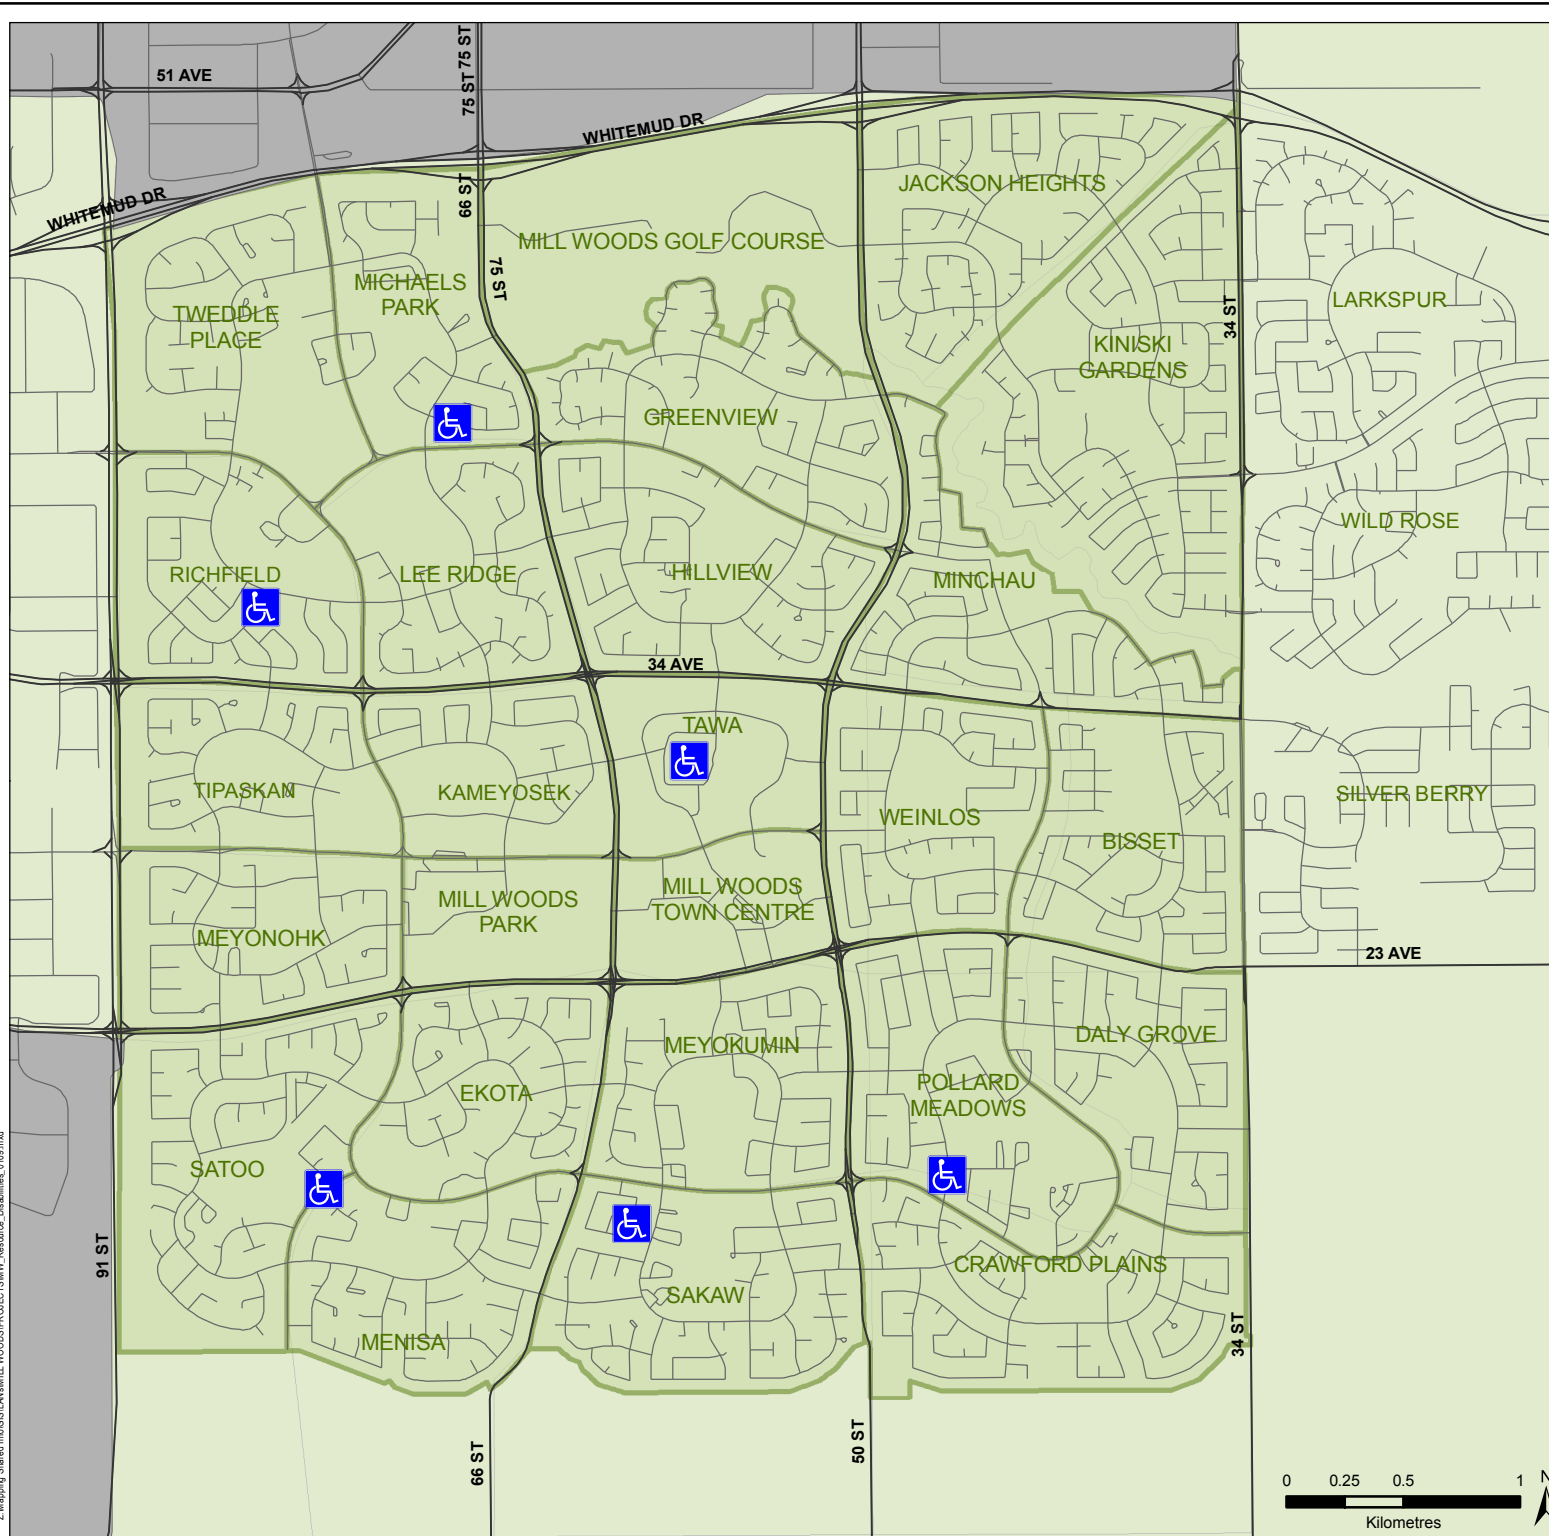 51 AVE
75 ST
75 ST
WHITEMUD DR
WHITEMUD DR
66 ST
75 ST
JACKSON HEIGHTS
MILL WOODS GOLF COURSE
MICHAELS
PARK
TWEDDLE
PLACE
34 ST
LARKSPUR
KINISKI
GARDENS
GREENVIEW
WILD ROSE
RICHFIELD
LEE RIDGE
HILLVIEW
MINCHAU
34 AVE
TAWA
TIPASKAN
KAMEYOSEK
WEINLOS
SILVER BERRY
BISSET
MILL WOODS
PARK
MILL WOODS
TOWN CENTRE
MEYONOHK
23 AVE
DALY GROVE
MEYOKUMIN
EKOTA
POLLARD
MEADOWS
SATOO
91 ST
CRAWFORD PLAINS
SAKAW
MENISA
34 ST
50 ST
66 ST
0 0.25 0.5 1
Kilometres
N